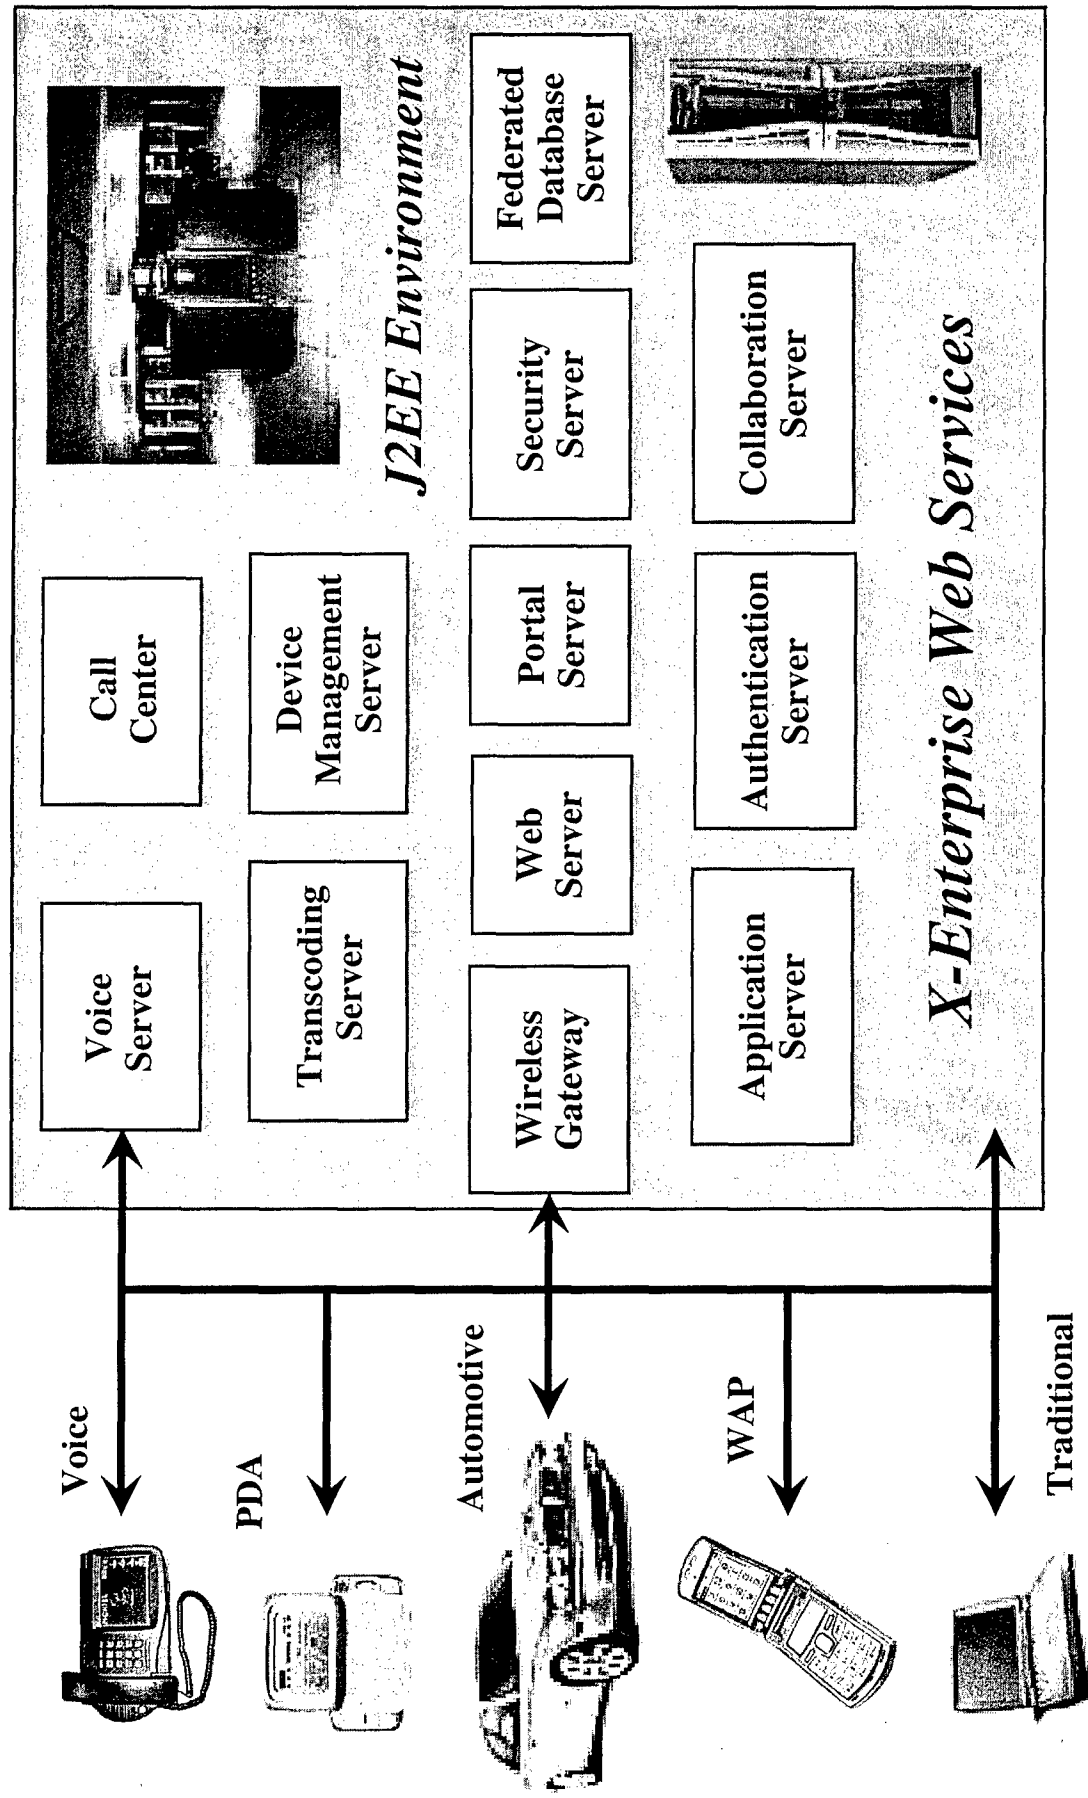 Voice
PDA
Automotive
WAP
Traditional
Voice
Server
Call
Center
Transcoding
Server
Device
Management
Server
J2EE Environment
Wireless
Gateway
Web
Server
Portal
Server
Security
Server
Federated
Database
Server
Application
Server
Authentication
Server
Collaboration
Server
X-Enterprise Web Services